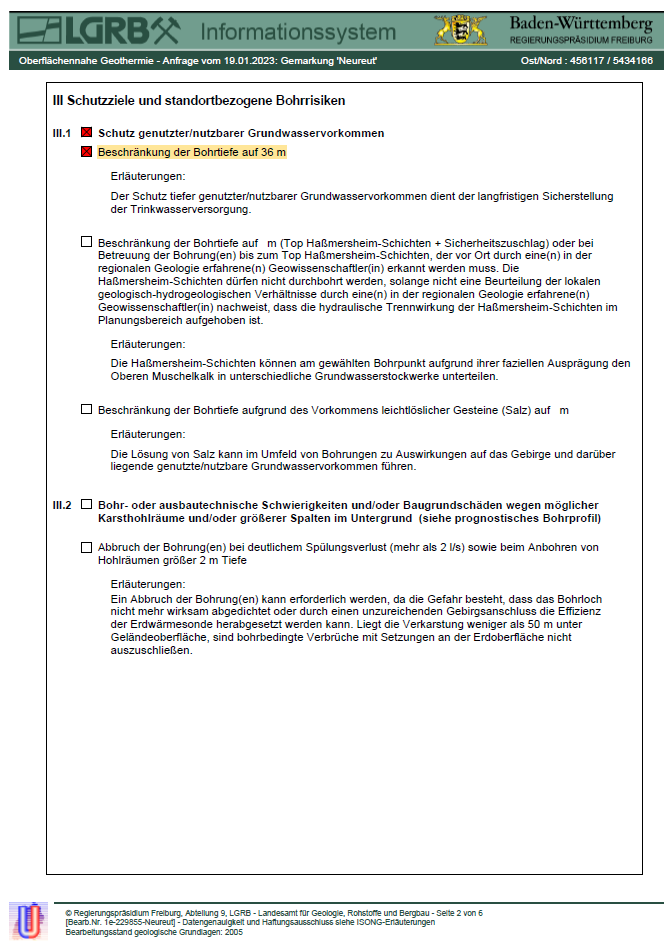 LGRB Informationssystem
Baden-Württemberg
REGIERUNGSPRÄSIDIUM FREIBURG
Oberflächennahe Geothermie - Anfrage vom 19.01.2023: Gemarkung 'Neureut' Ost/Nord : 456117 / 5434166
III Schutzziele und standortbezogene Bohrrisiken
III.1 Schutz genutzter/nutzbarer Grundwasservorkommen
Beschränkung der Bohrtiefe auf 36 m
Erläuterungen:
Der Schutz tiefer genutzter/nutzbarer Grundwasservorkommen dient der langfristigen Sicherstellung
der Trinkwasserversorgung.
Beschränkung der Bohrtiefe auf m (Top Haßmersheim-Schichten + Sicherheitszuschlag) oder bei
Betreuung der Bohrung(en) bis zum Top Haßmersheim-Schichten, der vor Ort durch eine(n) in der
regionalen Geologie erfahrene(n) Geowissenschaftler(in) erkannt werden muss. Die
Haßmersheim-Schichten dürfen nicht durchbohrt werden, solange nicht eine Beurteilung der lokalen
geologisch-hydrogeologischen Verhältnisse durch eine(n) in der regionalen Geologie erfahrene(n)
Geowissenschaftler(in) nachweist, dass die hydraulische Trennwirkung der Haßmersheim-Schichten im
Planungsbereich aufgehoben ist.
Erläuterungen:
Die Haßmersheim-Schichten können am gewählten Bohrpunkt aufgrund ihrer faziellen Ausprägung den
Oberen Muschelkalk in unterschiedliche Grundwasserstockwerke unterteilen.
Beschränkung der Bohrtiefe aufgrund des Vorkommens leichtlöslicher Gesteine (Salz) auf m
Erläuterungen:
Die Lösung von Salz kann im Umfeld von Bohrungen zu Auswirkungen auf das Gebirge und darüber
liegende genutzte/nutzbare Grundwasservorkommen führen.
III.2 Bohr- oder ausbautechnische Schwierigkeiten und/oder Baugrundschäden wegen möglicher
Karsthohlräume und/oder größerer Spalten im Untergrund (siehe prognostisches Bohrprofil)
Abbruch der Bohrung(en) bei deutlichem Spülungsverlust (mehr als 2 l/s) sowie beim Anbohren von
Hohlräumen größer 2 m Tiefe
Erläuterungen:
Ein Abbruch der Bohrung(en) kann erforderlich werden, da die Gefahr besteht, dass das Bohrloch
nicht mehr wirksam abgedichtet oder durch einen unzureichenden Gebirgsanschluss die Effizienz
der Erdwärmesonde herabgesetzt werden kann. Liegt die Verkarstung weniger als 50 m unter
Geländeoberfläche, sind bohrbedingte Verbrüche mit Setzungen an der Erdoberfläche nicht
auszuschließen.
© Regierungspräsidium Freiburg, Abteilung 9, LGRB - Landesamt für Geologie, Rohstoffe und Bergbau - Seite 2 von 6
[Bearb.Nr. 1e-229855-Neureut] - Datengenauigkeit und Haftungsausschluss siehe ISONG-Erläuterungen
Bearbeitungsstand geologische Grundlagen: 2005